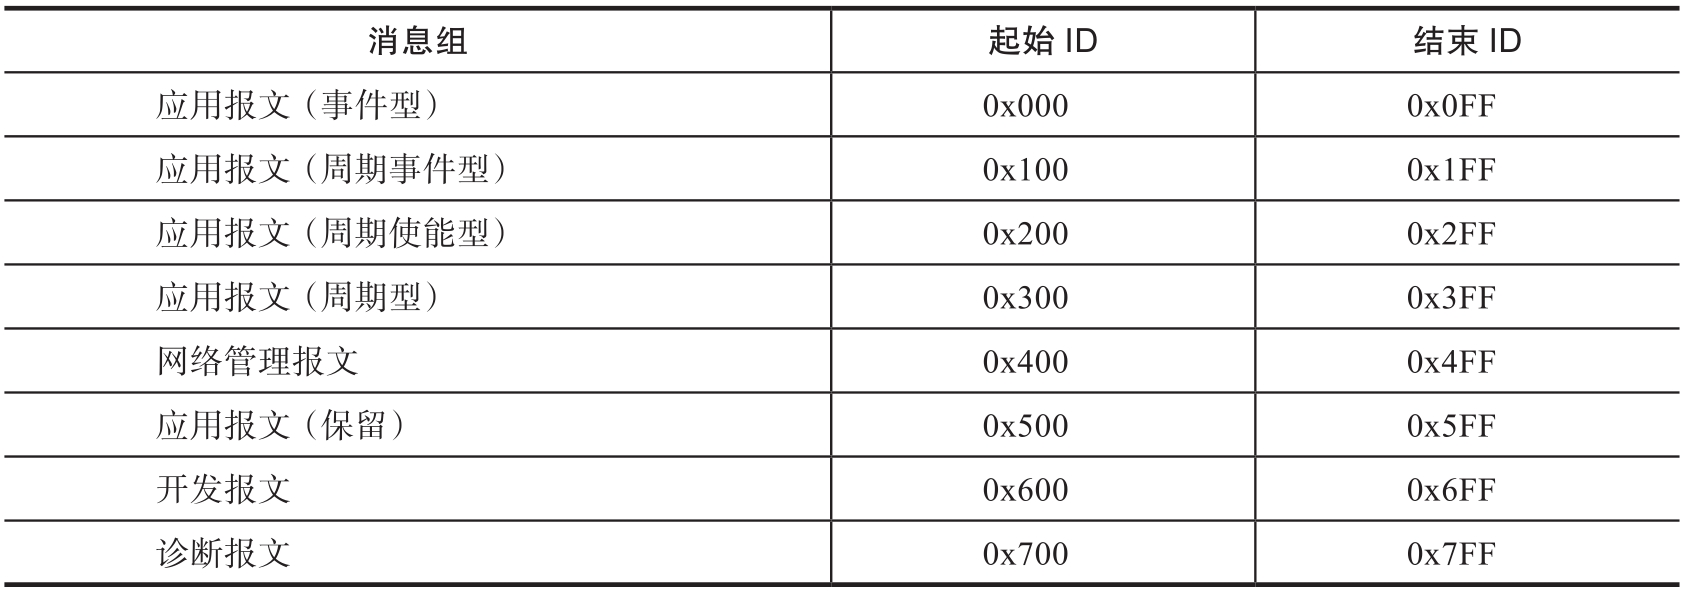 消息组 起始 ID 结束 ID
应用报文（事件型） 0x000 0x0FF
应用报文（周期事件型） 0x100 0x1FF
应用报文（周期使能型） 0x200 0x2FF
应用报文（周期型） 0x300 0x3FF
网络管理报文 0x400 0x4FF
应用报文（保留） 0x500 0x5FF
开发报文 0x600 0x6FF
诊断报文 0x700 0x7FF